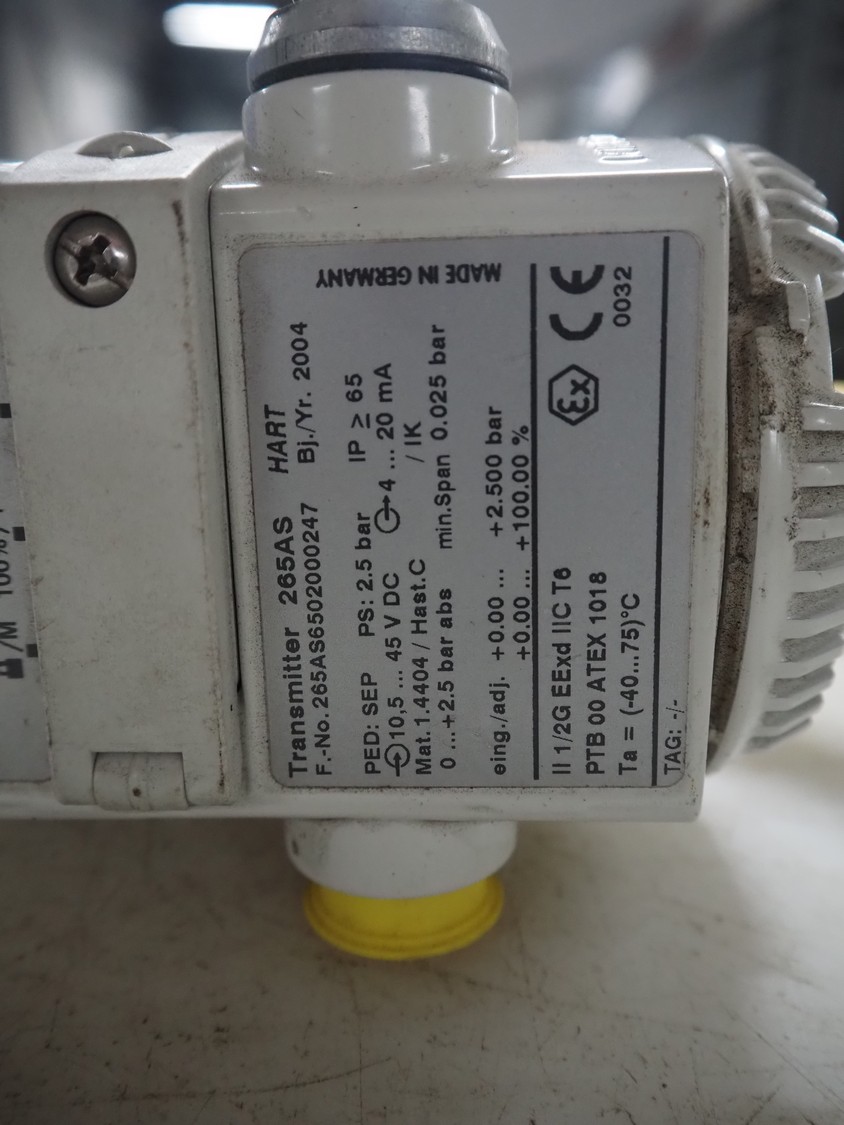 Transmitter 265AS HART
F.-No. 265AS6502000247 Bj./Yr. 2004
PED: SEP PS: 2.5 bar IP ≥ 65
10,5 ... 45 V DC 4 ... 20 mA
Mat. 1.4404 / Hast.C / IK
0 ...+2.5 bar abs min.Span 0.025 bar
MADE IN GERMANY
eing./adj. +0.00 ... +2.500 bar
+0.00 ... +100.00 %
II 1/2G EExd IIC T6
PTB 00 ATEX 1018
Ta = (-40...75)°C
Ex CE
0032
TAG: -/-
/M 100%